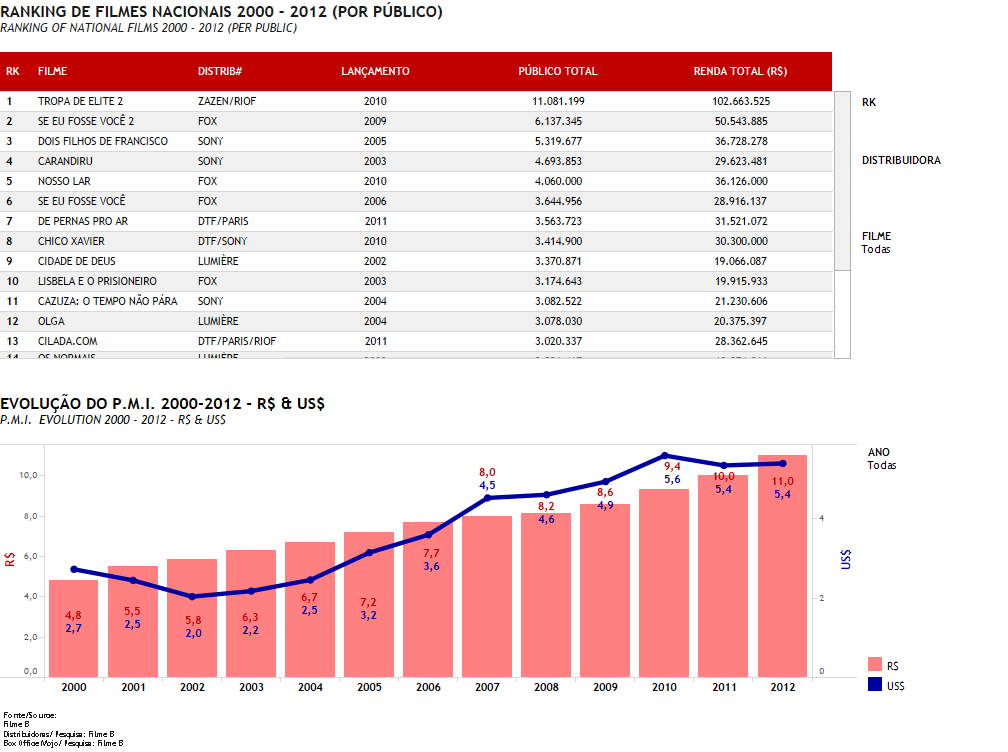 RANKING DE FILMES NACIONAIS 2000 - 2012 (POR PÚBLICO)
RANKING OF NATIONAL FILMS 2000 - 2012 (PER PUBLIC)
RK FILME DISTRIB# LANÇAMENTO PÚBLICO TOTAL RENDA TOTAL (R$)
1 TROPA DE ELITE 2 ZAZEN/RIOF 2010 11.081.199 102.663.525
2 SE EU FOSSE VOCÊ 2 FOX 2009 6.137.345 50.543.885
3 DOIS FILHOS DE FRANCISCO SONY 2005 5.319.677 36.728.278
4 CARANDIRU SONY 2003 4.693.853 29.623.481
5 NOSSO LAR FOX 2010 4.060.000 36.126.000
6 SE EU FOSSE VOCÊ FOX 2006 3.644.956 28.916.137
7 DE PERNAS PRO AR DTF/PARIS 2011 3.563.723 31.521.072
8 CHICO XAVIER DTF/SONY 2010 3.414.900 30.300.000
9 CIDADE DE DEUS LUMIÈRE 2002 3.370.871 19.066.087
10 LISBELA E O PRISIONEIRO FOX 2003 3.174.643 19.915.933
11 CAZUZA: O TEMPO NÃO PÁRA SONY 2004 3.082.522 21.230.606
12 OLGA LUMIÈRE 2004 3.078.030 20.375.397
13 CILADA.COM DTF/PARIS/RIOF 2011 3.020.337 28.362.645
14 OS NORMAIS LUMIÈRE
RK
DISTRIBUIDORA
FILME
Todas
EVOLUÇÃO DO P.M.I. 2000-2012 - R$ & US$
P.M.I. EVOLUTION 2000 - 2012 - R$ & US$
R$
10,0
8,0
6,0
4,0
2,0
0,0
4,8
2,7
5,5
2,5
5,8
2,0
6,3
2,2
6,7
2,5
7,2
3,2
7,7
3,6
8,0
4,5
8,2
4,6
8,6
4,9
9,4
5,6
10,0
5,4
11,0
5,4
4
2
0
US$
2000 2001 2002 2003 2004 2005 2006 2007 2008 2009 2010 2011 2012
ANO
Todas
R$
US$
Fonte/Source:
Filme B
Distribuidores/ Pesquisa: Filme B
Box Office Mojo/ Pesquisa: Filme B